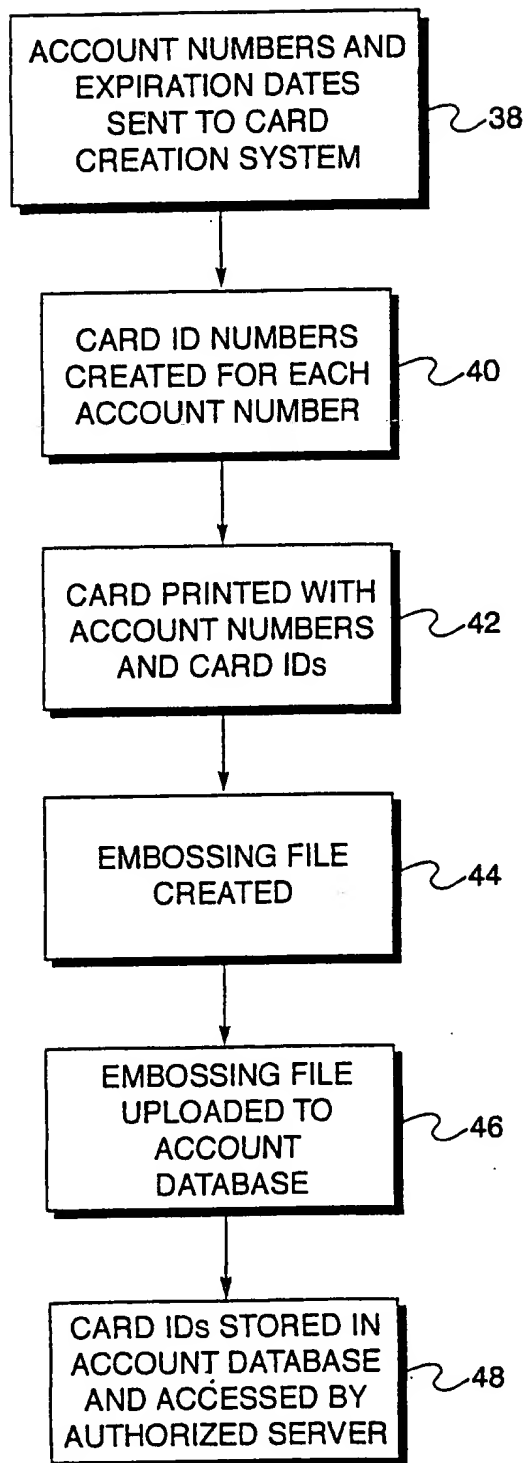 ACCOUNT NUMBERS AND
EXPIRATION DATES
SENT TO CARD
CREATION SYSTEM
38
CARD ID NUMBERS
CREATED FOR EACH
ACCOUNT NUMBER
40
CARD PRINTED WITH
ACCOUNT NUMBERS
AND CARD IDs
42
EMBOSSING FILE
CREATED
44
EMBOSSING FILE
UPLOADED TO
ACCOUNT
DATABASE
46
CARD IDs STORED IN
ACCOUNT DATABASE
AND ACCESSED BY
AUTHORIZED SERVER
48